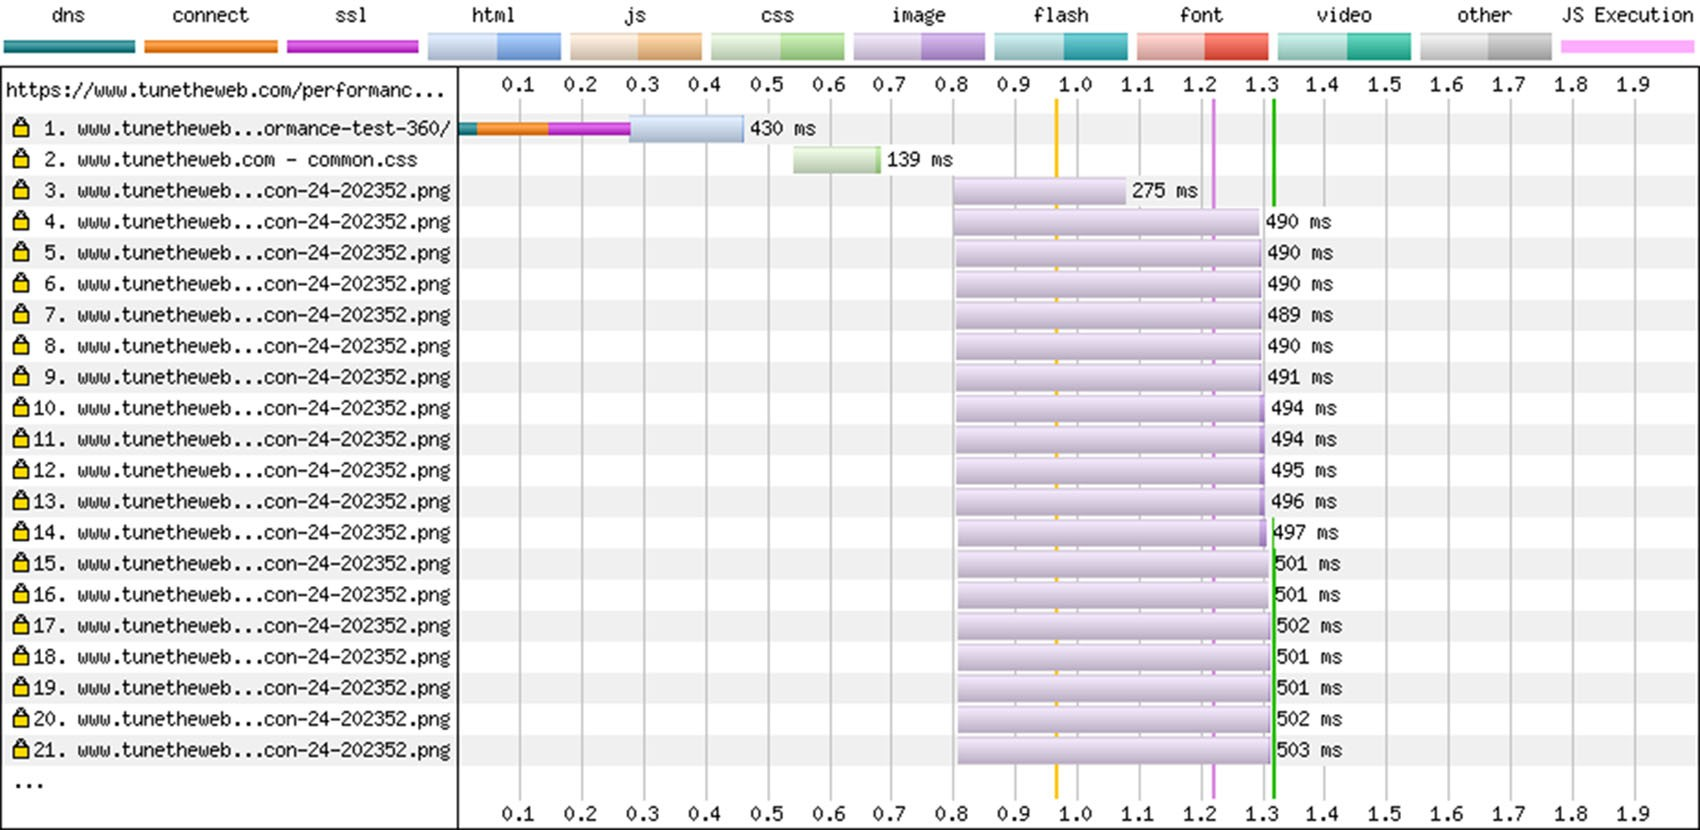 dns connect ssl html js css image flash font video other JS Execution
https://www.tunetheweb.com/performanc... 0.1 0.2 0.3 0.4 0.5 0.6 0.7 0.8 0.9 1.0 1.1 1.2 1.3 1.4 1.5 1.6 1.7 1.8 1.9
1. www.tunetheweb...ormance-test-360/ 430 ms
2. www.tunetheweb.com - common.css 139 ms
3. www.tunetheweb...con-24-202352.png 275 ms
4. www.tunetheweb...con-24-202352.png 490 ms
5. www.tunetheweb...con-24-202352.png 490 ms
6. www.tunetheweb...con-24-202352.png 490 ms
7. www.tunetheweb...con-24-202352.png 489 ms
8. www.tunetheweb...con-24-202352.png 490 ms
9. www.tunetheweb...con-24-202352.png 491 ms
10. www.tunetheweb...con-24-202352.png 494 ms
11. www.tunetheweb...con-24-202352.png 494 ms
12. www.tunetheweb...con-24-202352.png 495 ms
13. www.tunetheweb...con-24-202352.png 496 ms
14. www.tunetheweb...con-24-202352.png 497 ms
15. www.tunetheweb...con-24-202352.png 501 ms
16. www.tunetheweb...con-24-202352.png 501 ms
17. www.tunetheweb...con-24-202352.png 502 ms
18. www.tunetheweb...con-24-202352.png 501 ms
19. www.tunetheweb...con-24-202352.png 501 ms
20. www.tunetheweb...con-24-202352.png 502 ms
21. www.tunetheweb...con-24-202352.png 503 ms
...
0.1 0.2 0.3 0.4 0.5 0.6 0.7 0.8 0.9 1.0 1.1 1.2 1.3 1.4 1.5 1.6 1.7 1.8 1.9